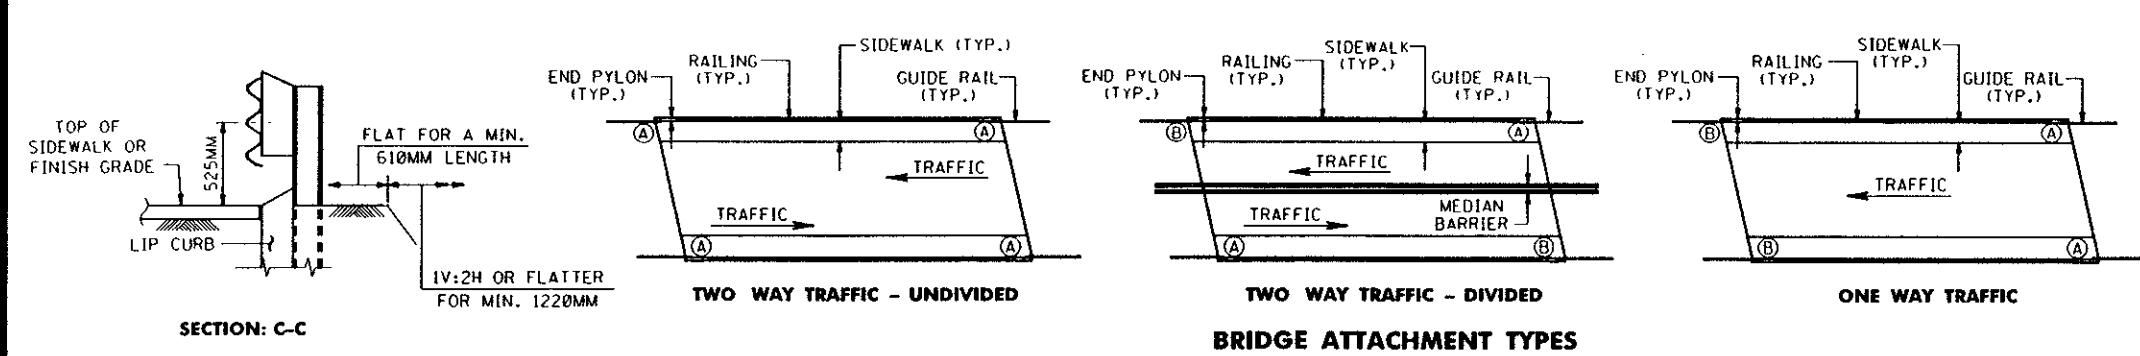 TOP OF
SIDEWALK OR
FINISH GRADE
525MM
FLAT FOR A MIN.
610MM LENGTH
LIP CURB
1V:2H OR FLATTER
FOR MIN. 1220MM
SECTION: C-C
END PYLON
(TYP.)
RAILING
(TYP.)
SIDEWALK (TYP.)
GUIDE RAIL
(TYP.)
A
A
TRAFFIC
TRAFFIC
A
A
TWO WAY TRAFFIC - UNDIVIDED
END PYLON
(TYP.)
RAILING
(TYP.)
SIDEWALK
(TYP.)
GUIDE RAIL
(TYP.)
B
A
TRAFFIC
TRAFFIC
MEDIAN
BARRIER
A
B
TWO WAY TRAFFIC - DIVIDED
END PYLON
(TYP.)
RAILING
(TYP.)
SIDEWALK
(TYP.)
GUIDE RAIL
(TYP.)
B
A
TRAFFIC
B
A
ONE WAY TRAFFIC
BRIDGE ATTACHMENT TYPES